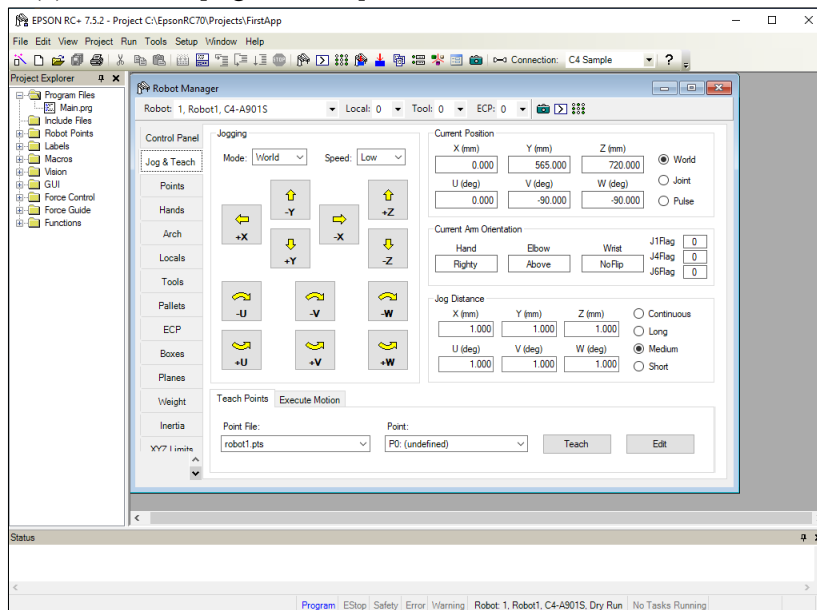 EPSON RC+ 7.5.2 - Project C:\EpsonRC70\Projects\FirstApp
File Edit View Project Run Tools Setup Window Help
Connection: C4 Sample
Project Explorer
Program Files
Main.prg
Include Files
Robot Points
Labels
Macros
Vision
GUI
Force Control
Force Guide
Functions
Robot Manager
Robot: 1, Robot1, C4-A901S Local: 0 Tool: 0 ECP: 0
Control Panel
Jog & Teach
Points
Hands
Arch
Locals
Tools
Pallets
ECP
Boxes
Planes
Weight
Inertia
XYZ Limits
Jogging
Mode: World Speed: Low
-Y +Z
+X -X
+Y -Z
-U -V -W
+U +V +W
Current Position
X (mm) Y (mm) Z (mm)
0.000 565.000 720.000
U (deg) V (deg) W (deg)
0.000 -90.000 -90.000
World
Joint
Pulse
Current Arm Orientation
Hand Elbow Wrist
Righty Above NoFlip
J1Flag 0
J4Flag 0
J6Flag 0
Jog Distance
X (mm) Y (mm) Z (mm)
1.000 1.000 1.000
U (deg) V (deg) W (deg)
1.000 1.000 1.000
Continuous
Long
Medium
Short
Teach Points Execute Motion
Point File: Point:
robot1.pts P0: (undefined) Teach Edit
Status
Program EStop Safety Error Warning Robot: 1, Robot1, C4-A901S, Dry Run No Tasks Running